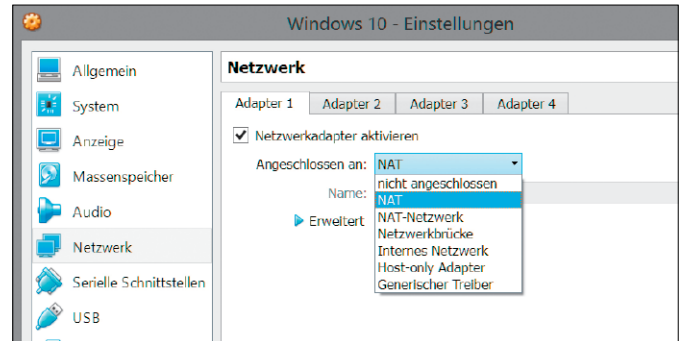 Windows 10 - Einstellungen
Allgemein
System
Anzeige
Massenspeicher
Audio
Netzwerk
Serielle Schnittstellen
USB
Netzwerk
Adapter 1
Adapter 2
Adapter 3
Adapter 4
Netzwerkadapter aktivieren
Angeschlossen an: NAT
Name:
Erweitert
nicht angeschlossen
NAT
NAT-Netzwerk
Netzwerkbrücke
Internes Netzwerk
Host-only Adapter
Generischer Treiber